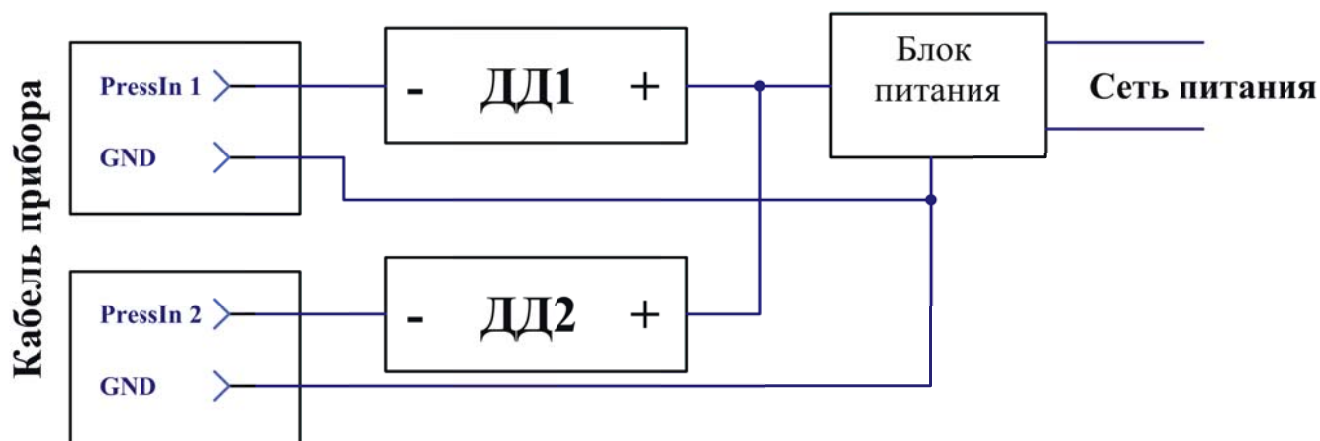 Кабель прибора
PressIn 1
GND
- ДД1 +
Блок
питания
Сеть питания
PressIn 2
GND
- ДД2 +